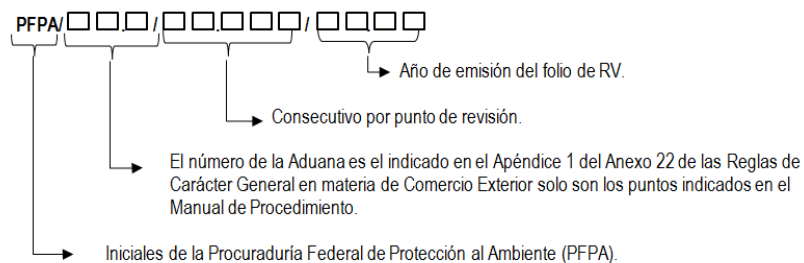 PFPA/□ □.□ / □ □.□ □ □ / □ □.□ □
Año de emisión del folio de RV.
Consecutivo por punto de revisión.
El número de la Aduana es el indicado en el Apéndice 1 del Anexo 22 de las Reglas de
Carácter General en materia de Comercio Exterior solo son los puntos indicados en el
Manual de Procedimiento.
Iniciales de la Procuraduría Federal de Protección al Ambiente (PFPA).